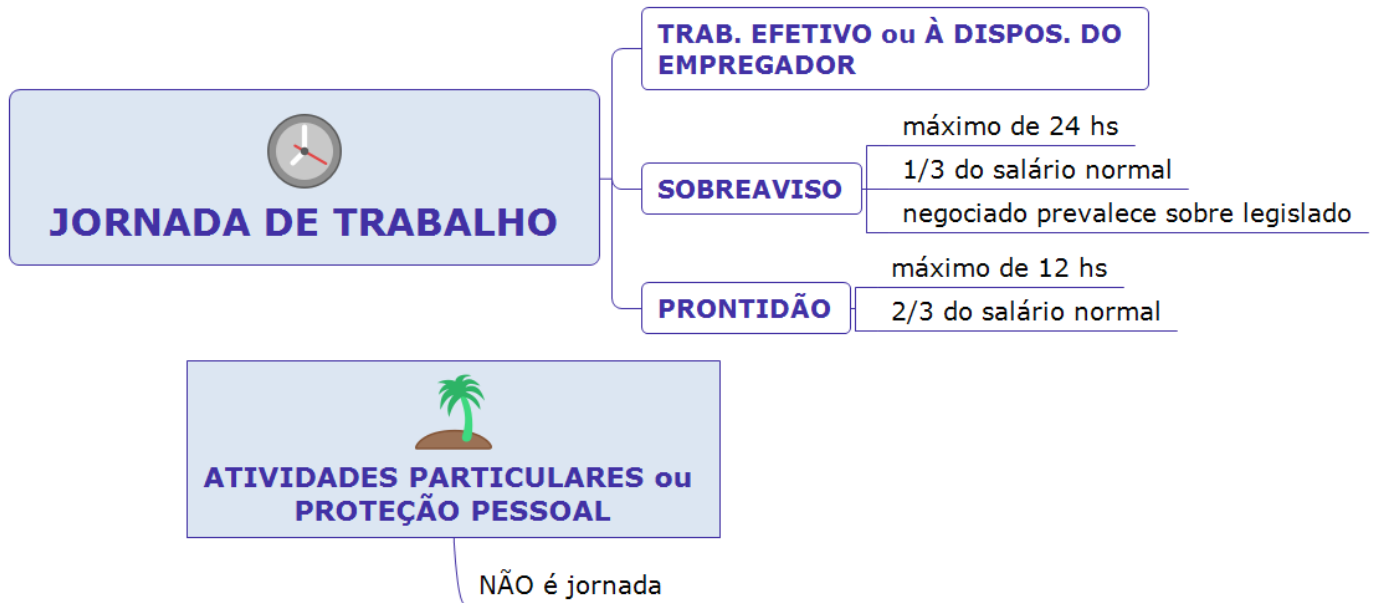 JORNADA DE TRABALHO
TRAB. EFETIVO ou À DISPOS. DO
EMPREGADOR
SOBREAVISO
máximo de 24 hs
1/3 do salário normal
negociado prevalece sobre legislado
PRONTIDÃO
máximo de 12 hs
2/3 do salário normal
ATIVIDADES PARTICULARES ou
PROTEÇÃO PESSOAL
NÃO é jornada